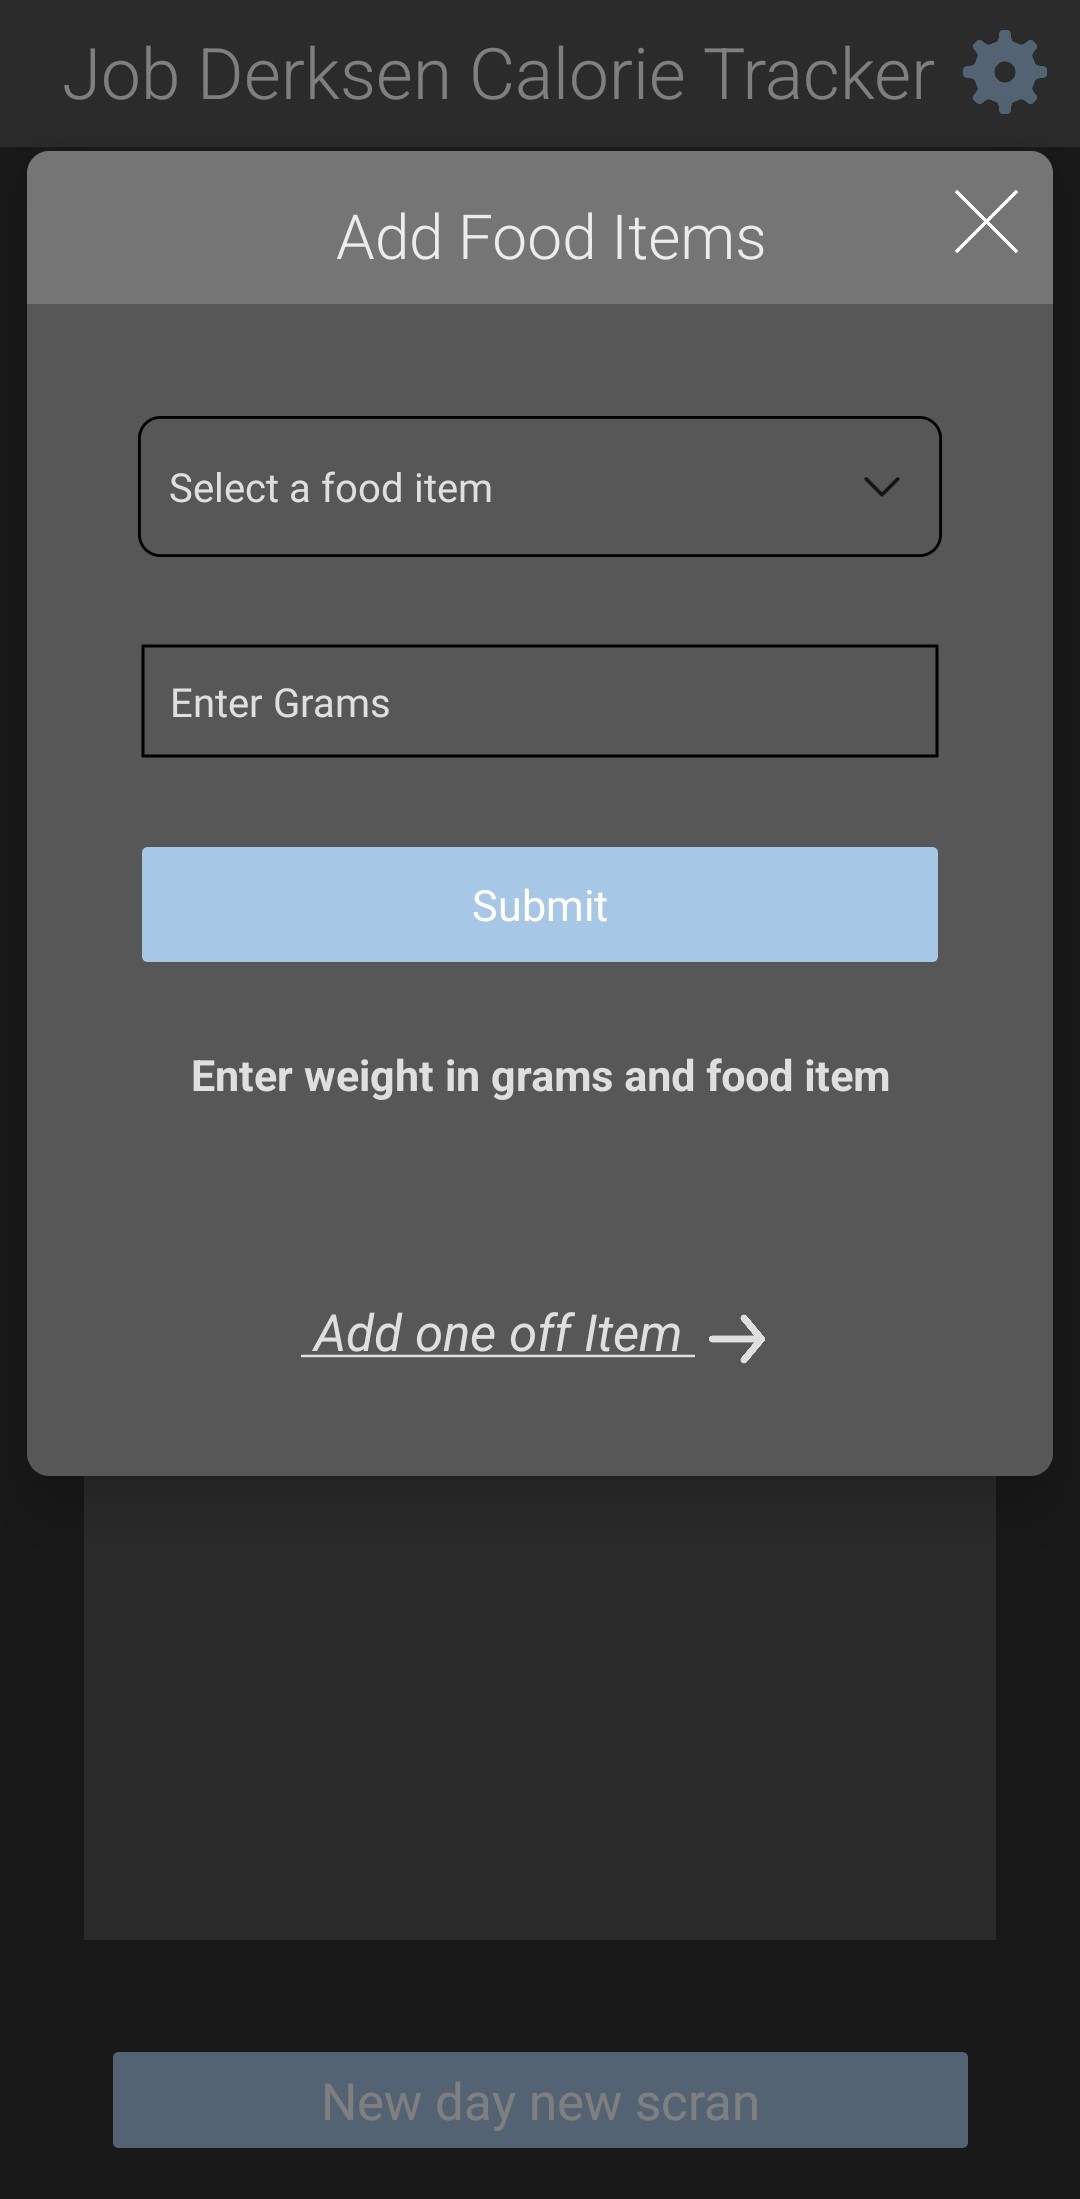 Job Derksen Calorie Tracker
Add Food Items
Select a food item
Enter Grams
Submit
Enter weight in grams and food item
Add one off Item
New day new scran